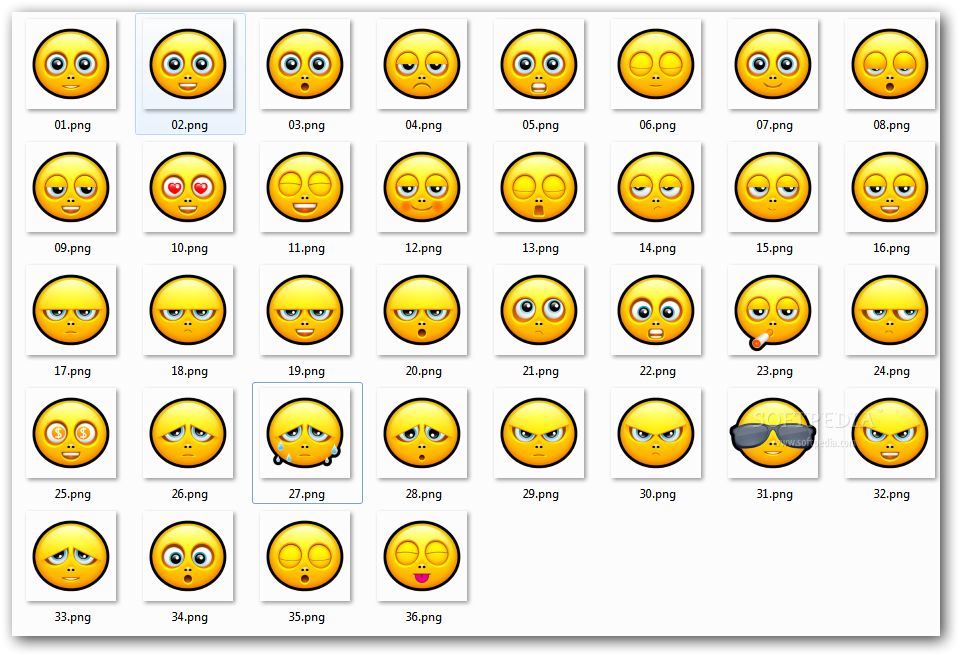 01.png 02.png 03.png 04.png 05.png 06.png 07.png 08.png
09.png 10.png 11.png 12.png 13.png 14.png 15.png 16.png
17.png 18.png 19.png 20.png 21.png 22.png 23.png 24.png
$ $
SOFTPEDIA
www.softpedia.com
25.png 26.png 27.png 28.png 29.png 30.png 31.png 32.png
33.png 34.png 35.png 36.png